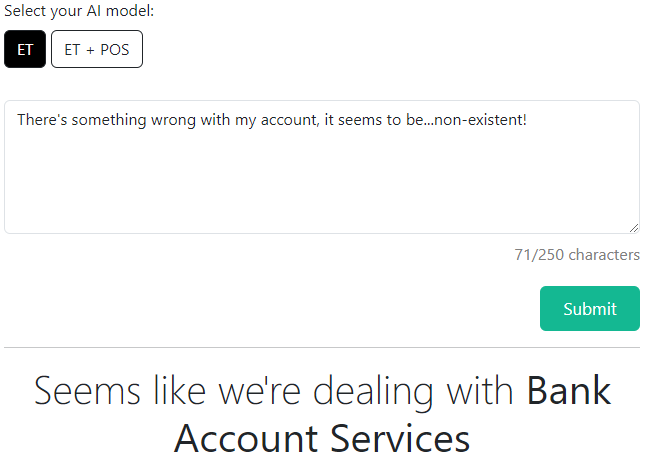 Select your AI model:
ET
ET + POS
There's something wrong with my account, it seems to be...non-existent!
71/250 characters
Submit
Seems like we're dealing with Bank
Account Services